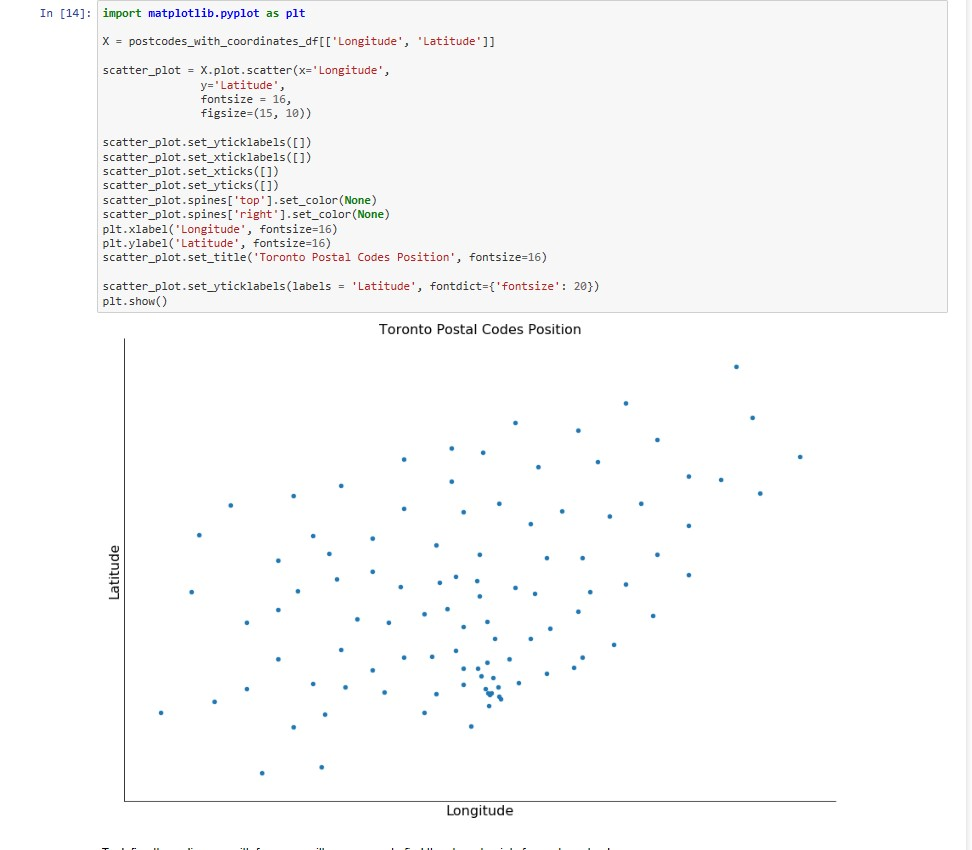 In [14]:
import matplotlib.pyplot as plt
X = postcodes_with_coordinates_df[['Longitude', 'Latitude']]
scatter_plot = X.plot.scatter(x='Longitude',
y='Latitude',
fontsize = 16,
figsize=(15, 10))
scatter_plot.set_yticklabels([])
scatter_plot.set_xticklabels([])
scatter_plot.set_xticks([])
scatter_plot.set_yticks([])
scatter_plot.spines['top'].set_color(None)
scatter_plot.spines['right'].set_color(None)
plt.xlabel('Longitude', fontsize=16)
plt.ylabel('Latitude', fontsize=16)
scatter_plot.set_title('Toronto Postal Codes Position', fontsize=16)
scatter_plot.set_yticklabels(labels = 'Latitude', fontdict={'fontsize': 20})
plt.show()
Toronto Postal Codes Position
Latitude
Longitude